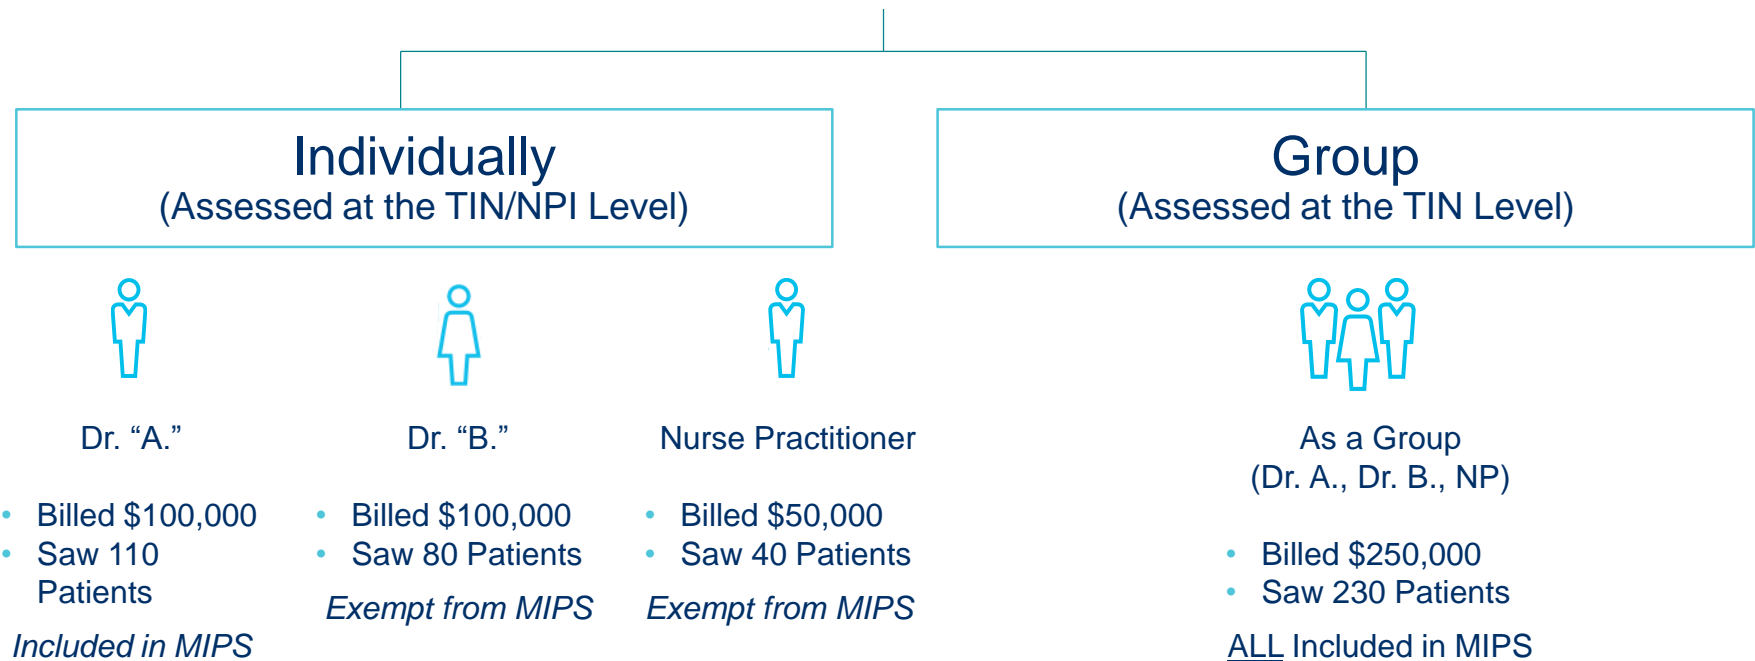 Individually
(Assessed at the TIN/NPI Level)
Group
(Assessed at the TIN Level)
Dr. “A.”
• Billed $100,000
• Saw 110
Patients
Included in MIPS
Dr. “B.”
• Billed $100,000
• Saw 80 Patients
Exempt from MIPS
Nurse Practitioner
• Billed $50,000
• Saw 40 Patients
Exempt from MIPS
As a Group
(Dr. A., Dr. B., NP)
• Billed $250,000
• Saw 230 Patients
ALL Included in MIPS